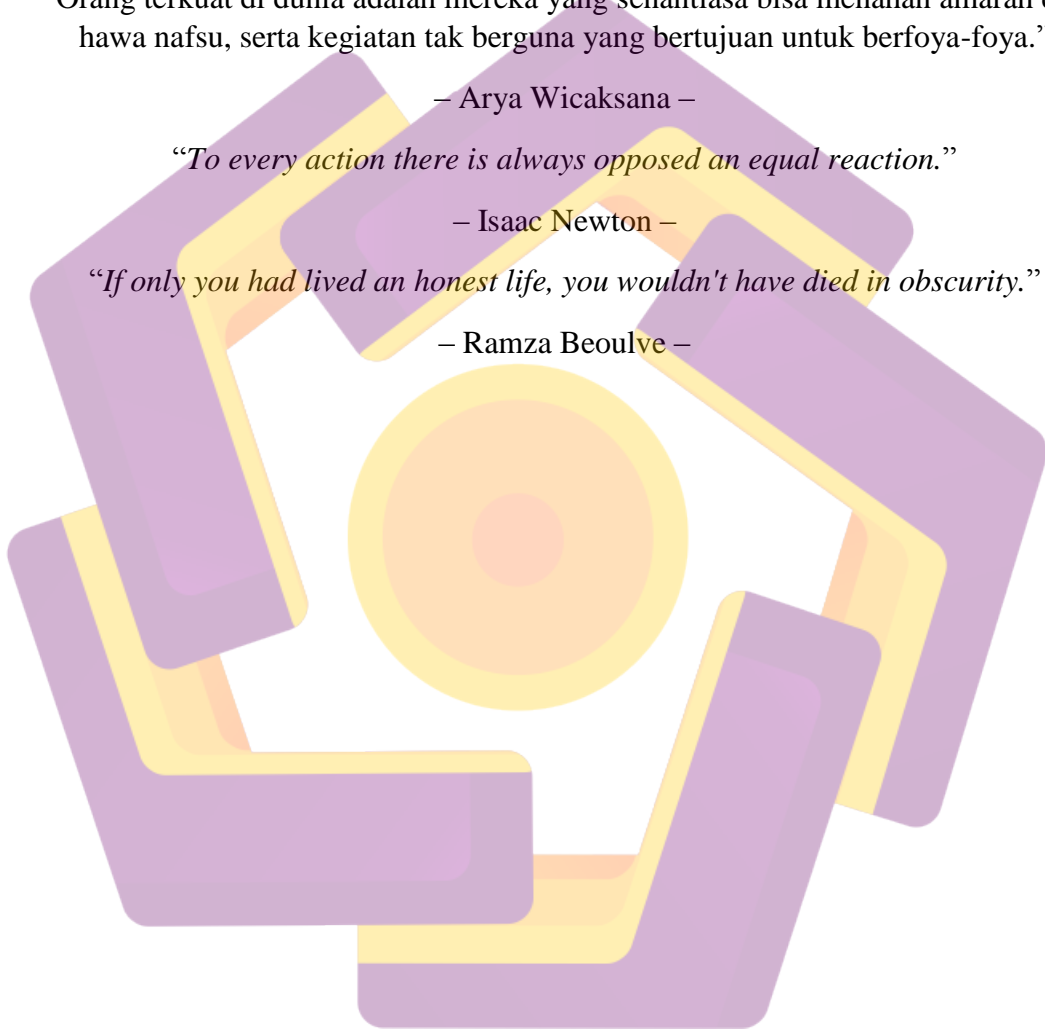 Orang terkuat di dunia adalah mereka yang senantiasa bisa menahan amarah
hawa nafsu, serta kegiatan tak berguna yang bertujuan untuk berfoya-foya.”
– Arya Wicaksana –
“To every action there is always opposed an equal reaction.”
– Isaac Newton –
“If only you had lived an honest life, you wouldn't have died in obscurity.”
– Ramza Beoulve –